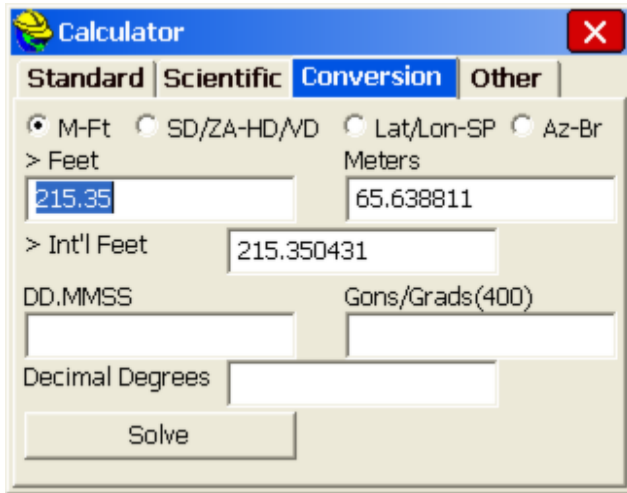 Calculator
Standard Scientific Conversion Other
M-Ft SD/ZA-HD/VD Lat/Lon-SP Az-Br
> Feet Meters
215.35 65.638811
> Int'l Feet 215.350431
DD.MMSS Gons/Grads(400)
Decimal Degrees
Solve